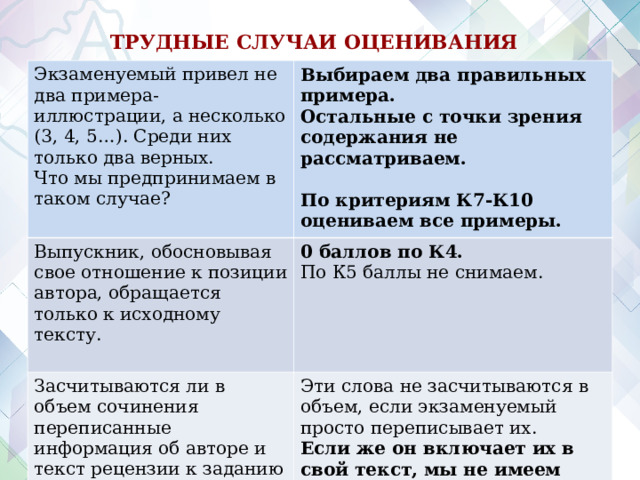 ТРУДНЫЕ СЛУЧАИ ОЦЕНИВАНИЯ
Экзаменуемый привел не
два примера-
иллюстрации, а несколько
(3, 4, 5…). Среди них
только два верных.
Что мы предпринимаем в
таком случае?
Выбираем два правильных
примера.
Остальные с точки зрения
содержания не
рассматриваем.
По критериям К7-К10
оцениваем все примеры.
Выпускник, обосновывая
свое отношение к позиции
автора, обращается
только к исходному
тексту.
0 баллов по К4.
По К5 баллы не снимаем.
Засчитываются ли в
объем сочинения
переписанные
информация об авторе и
текст рецензии к заданию
Эти слова не засчитываются в
объем, если экзаменуемый
просто переписывает их.
Если же он включает их в
свой текст, мы не имеем